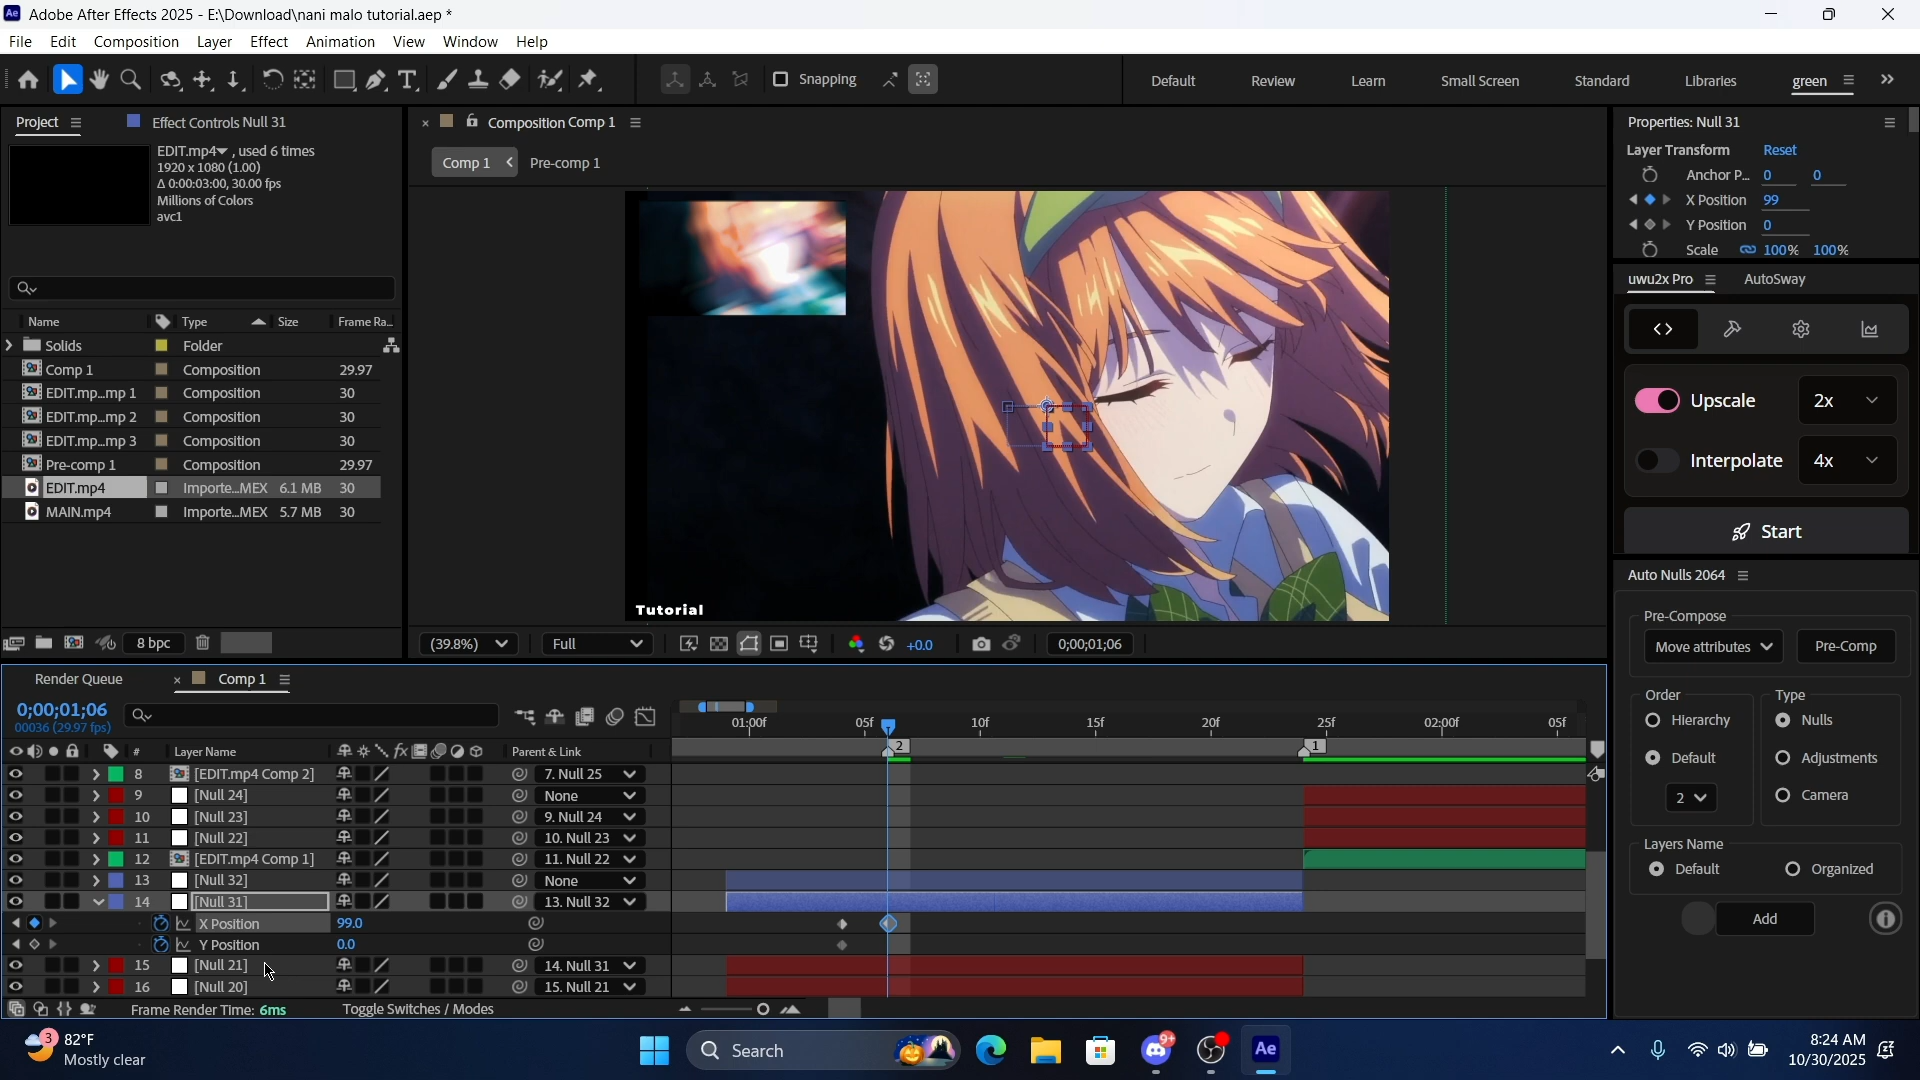 Adobe After Effects 2025 - E:\Download\nani malo tutorial.aep *
File Edit Composition Layer Effect Animation View Window Help
Snapping
Default Review Learn Small Screen Standard Libraries green
Project
Effect Controls Null 31
EDIT.mp4 , used 6 times
1920 x 1080 (1.00)
Δ 0:00:03:00, 30.00 fps
Millions of Colors
avc1
Name Type Size Frame Ra...
Solids Folder
Comp 1 Composition 29.97
EDIT.mp...mp 1 Composition 30
EDIT.mp...mp 2 Composition 30
EDIT.mp...mp 3 Composition 30
Pre-comp 1 Composition 29.97
EDIT.mp4 Importe...MEX 6.1 MB 30
MAIN.mp4 Importe...MEX 5.7 MB 30
8 bpc
Composition Comp 1
Comp 1 Pre-comp 1
Tutorial
(39.8%) Full +0.0 0;00;01;06
Properties: Null 31
Layer Transform Reset
Anchor P... 0 0
X Position 99
Y Position 0
Scale 100% 100%
uwu2x Pro AutoSway
Upscale 2x
Interpolate 4x
Start
Auto Nulls 2064
Pre-Compose
Move attributes Pre-Comp
Order Type
Hierarchy Nulls
Default Adjustments
2 Camera
Layers Name
Default Organized
Add
Render Queue Comp 1
0;00;01;06
00036 (29.97 fps)
01:00f 05f 10f 15f 20f 25f 02:00f 05f
2 1
# Layer Name Parent & Link
8 [EDIT.mp4 Comp 2] 7. Null 25
9 [Null 24] None
10 [Null 23] 9. Null 24
11 [Null 22] 10. Null 23
12 [EDIT.mp4 Comp 1] 11. Null 22
13 [Null 32] None
14 [Null 31] 13. Null 32
X Position 99.0
Y Position 0.0
15 [Null 21] 14. Null 31
16 [Null 20] 15. Null 21
Frame Render Time: 6ms Toggle Switches / Modes
3
82°F
Mostly clear
Search
9+
Ae
8:24 AM
10/30/2025